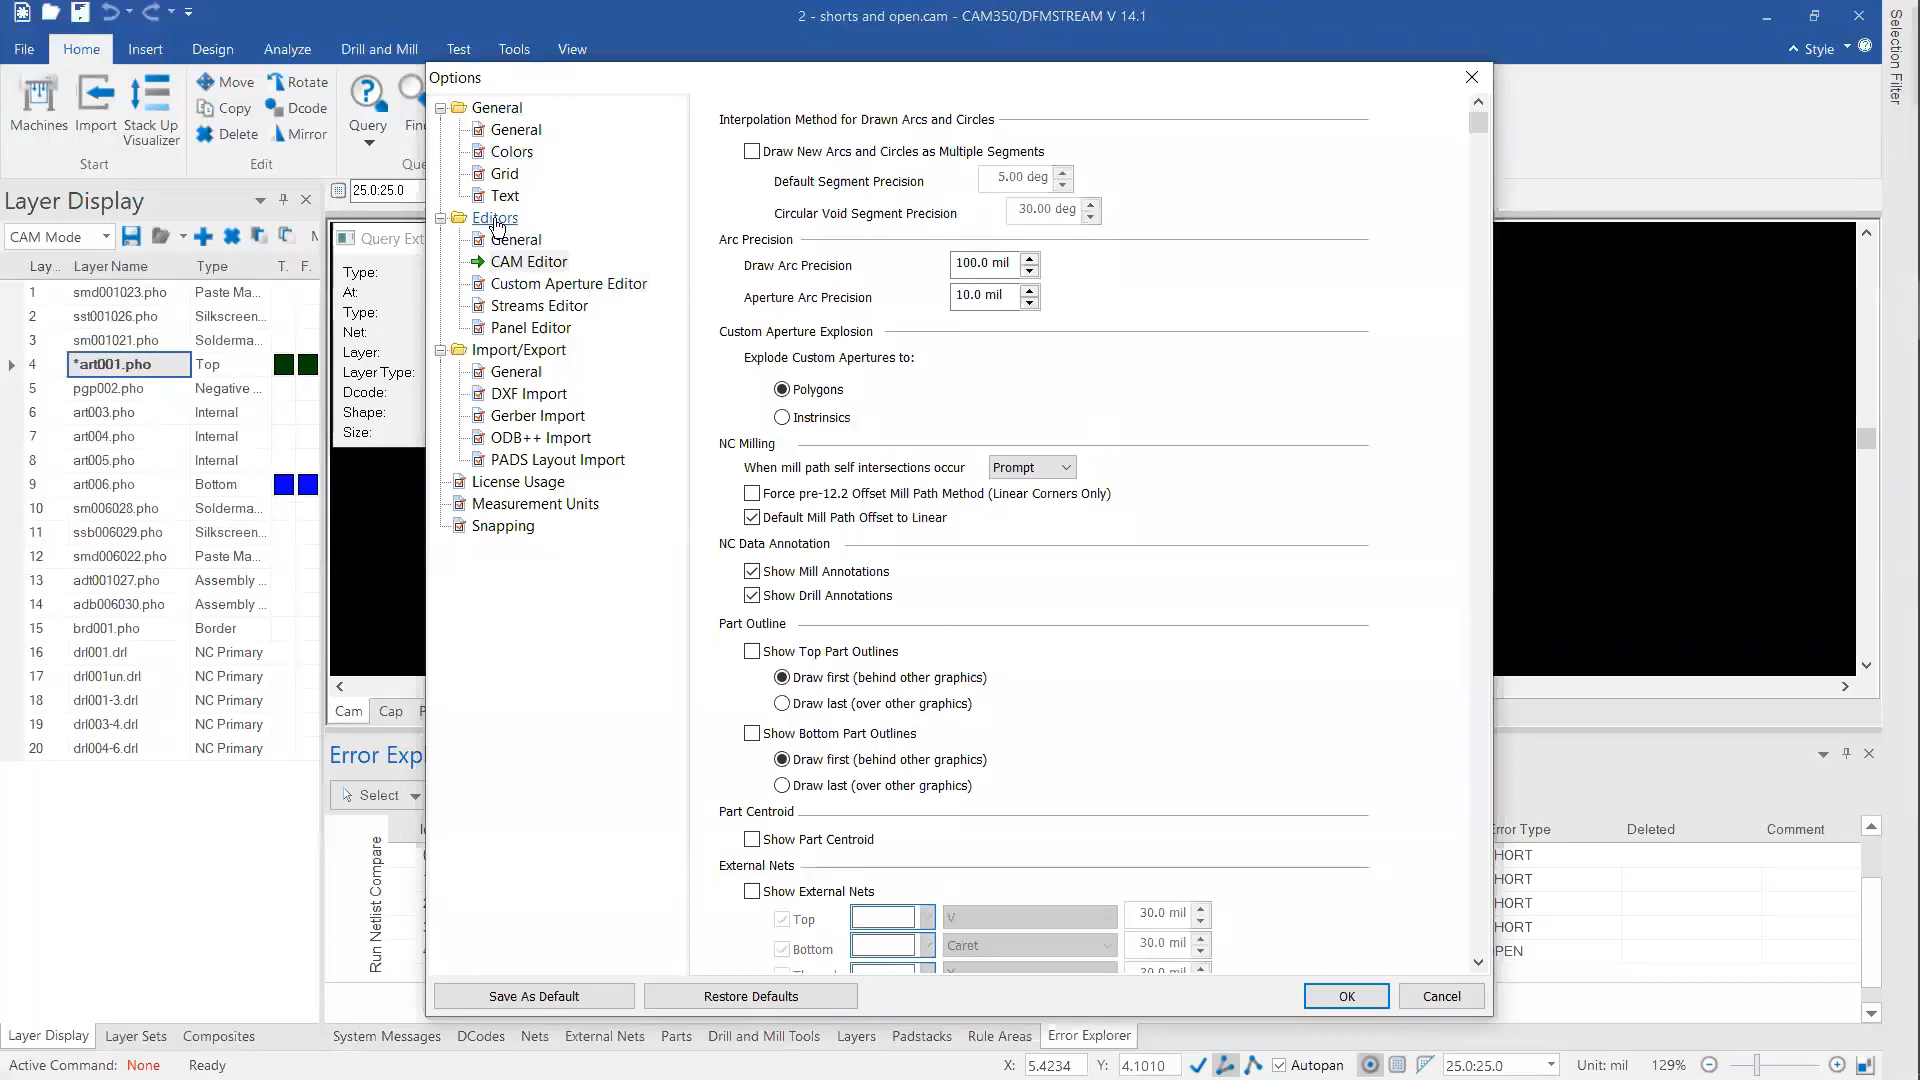 2 - shorts and open.cam - CAM350/DFMSTREAM V 14.1
File Home Insert Design Analyze Drill and Mill Test Tools View Style
Machines Import Stack Up Visualizer
Move Rotate
Copy Dcode
Delete Mirror
Query
Start Edit
Selection Filter
Layer Display
25.0:25.0
CAM Mode
Layer Name Type T. F.
1 smd001023.pho Paste Ma...
2 sst001026.pho Silkscreen...
3 sm001021.pho Solderma...
4 *art001.pho Top
5 pgp002.pho Negative ...
6 art003.pho Internal
7 art004.pho Internal
8 art005.pho Internal
9 art006.pho Bottom
10 sm006028.pho Solderma...
11 ssb006029.pho Silkscreen...
12 smd006022.pho Paste Ma...
13 adt001027.pho Assembly ...
14 adb006030.pho Assembly ...
15 brd001.pho Border
16 drl001.drl NC Primary
17 drl001un.drl NC Primary
18 drl001-3.drl NC Primary
19 drl003-4.drl NC Primary
20 drl004-6.drl NC Primary
Type:
At:
Type:
Net:
Layer:
Layer Type:
Dcode:
Shape:
Size:
Cam Cap
Select
Run Netlist Compare
Options
General
General
Colors
Grid
Text
Editors
General
CAM Editor
Custom Aperture Editor
Streams Editor
Panel Editor
Import/Export
General
DXF Import
Gerber Import
ODB++ Import
PADS Layout Import
License Usage
Measurement Units
Snapping
Interpolation Method for Drawn Arcs and Circles
Draw New Arcs and Circles as Multiple Segments
Default Segment Precision 5.00 deg
Circular Void Segment Precision 30.00 deg
Arc Precision
Draw Arc Precision 100.0 mil
Aperture Arc Precision 10.0 mil
Custom Aperture Explosion
Explode Custom Apertures to:
Polygons
Instrinsics
NC Milling
When mill path self intersections occur Prompt
Force pre-12.2 Offset Mill Path Method (Linear Corners Only)
Default Mill Path Offset to Linear
NC Data Annotation
Show Mill Annotations
Show Drill Annotations
Part Outline
Show Top Part Outlines
Draw first (behind other graphics)
Draw last (over other graphics)
Show Bottom Part Outlines
Draw first (behind other graphics)
Draw last (over other graphics)
Part Centroid
Show Part Centroid
External Nets
Show External Nets
Top V 30.0 mil
Bottom Caret 30.0 mil
Save As Default Restore Defaults OK Cancel
Deleted Comment
Layer Display Layer Sets Composites System Messages DCodes Nets External Nets Parts Drill and Mill Tools Layers Padstacks Rule Areas Error Explorer
Active Command: None Ready X: 5.4234 Y: 4.1010 Autopan 25.0:25.0 Unit: mil 129%